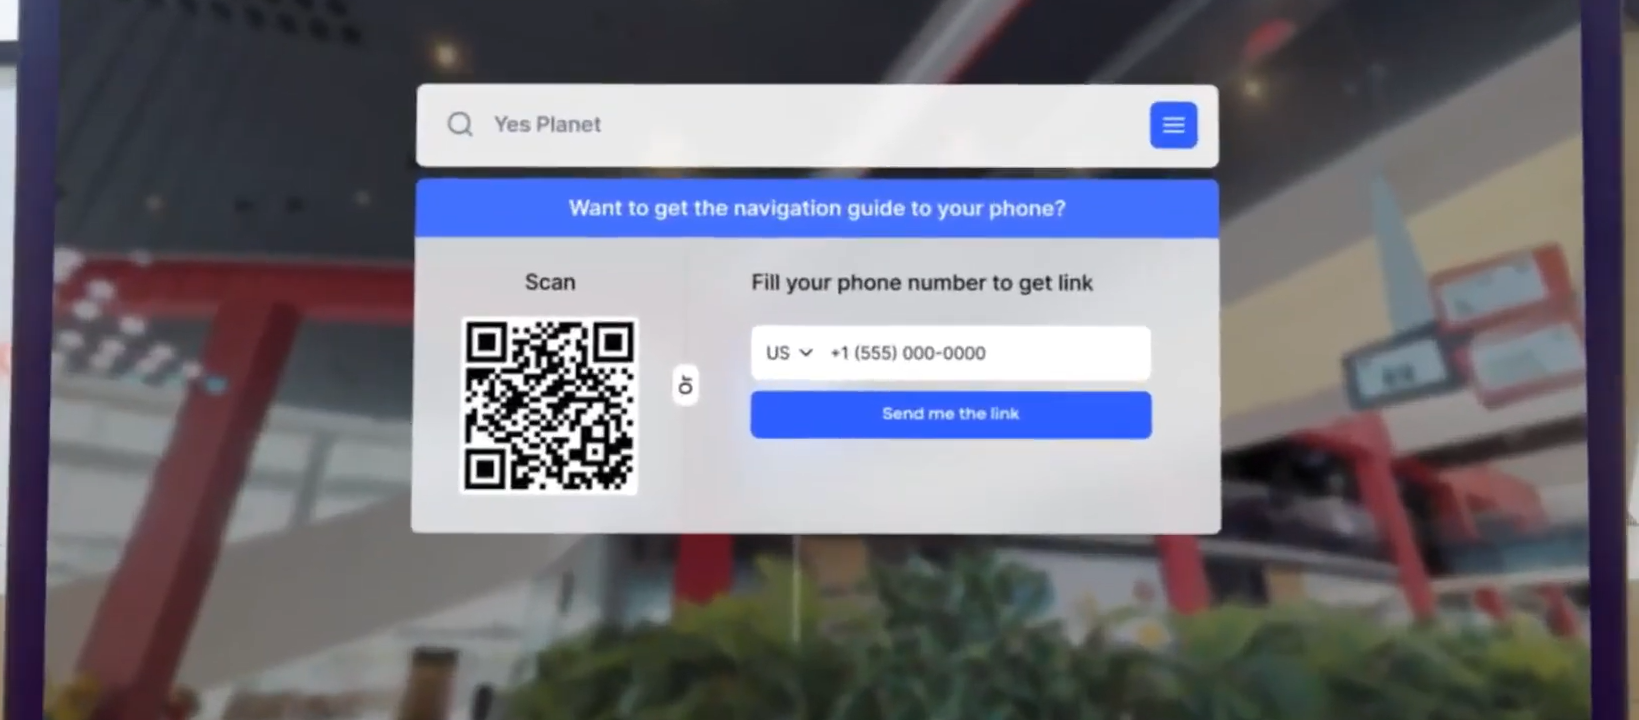 Yes Planet
Want to get the navigation guide to your phone?
Scan
Fill your phone number to get link
US +1 (555) 000-0000
Or
Send me the link